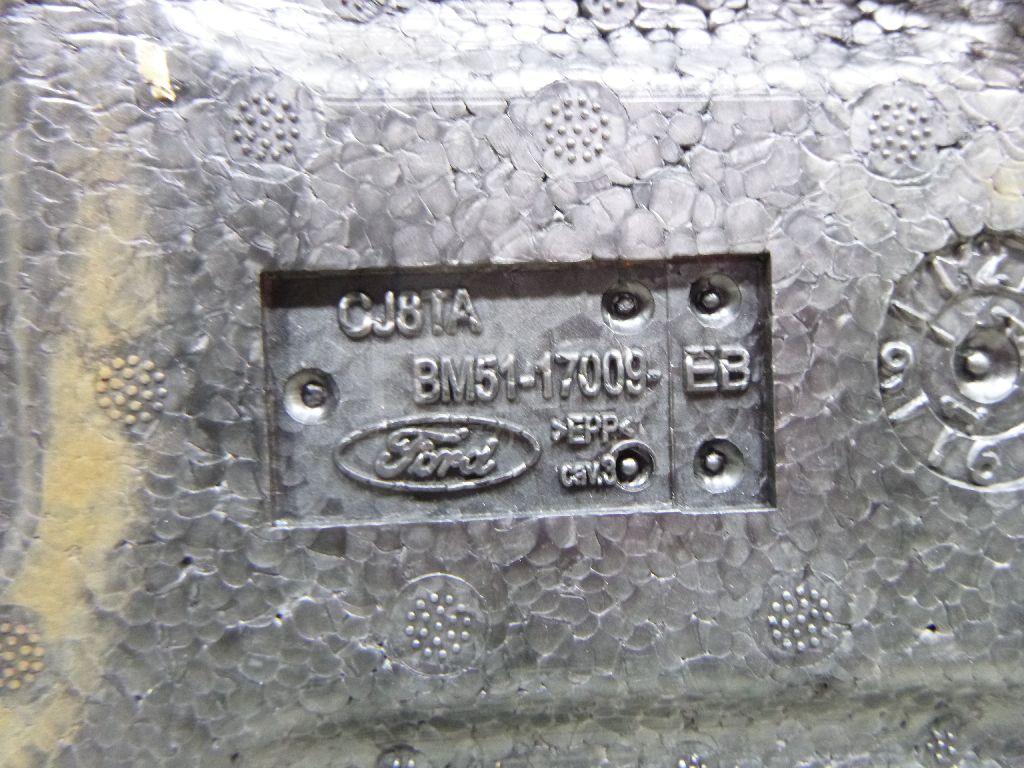 CJ8TA
BM51-17009- EB
Ford
>EPP<
cav.3